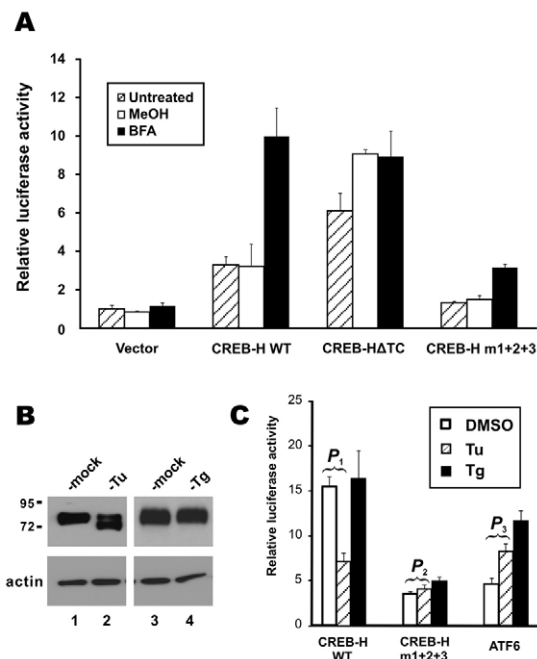 A
Relative luciferase activity
14
12
10
8
6
4
2
0
Untreated
MeOH
BFA
Vector
CREB-H WT
CREB-HΔTC
CREB-H m1+2+3
B
-mock
-Tu
-mock
-Tg
95
72
actin
1 2 3 4
C
Relative luciferase activity
25
20
15
10
5
0
DMSO
Tu
Tg
P1
P2
P3
CREB-H
WT
CREB-H
m1+2+3
ATF6